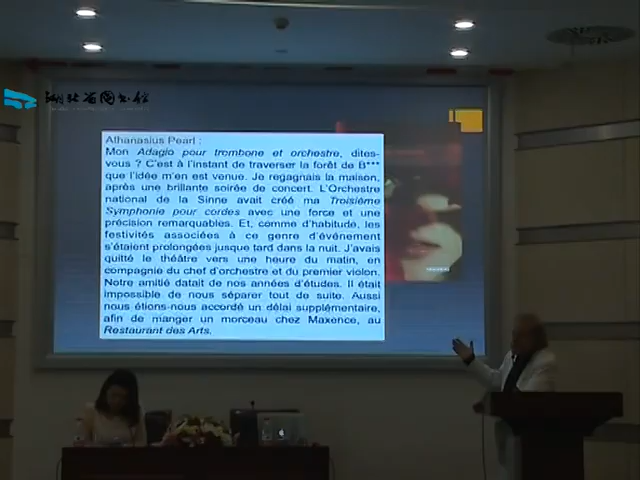 湖北省图书馆
Athanasius Pearl :
Mon Adagio pour trombone et orchestre, dites-
vous ? C'est à l'instant de traverser la forêt de B***
que l'idée m'en est venue. Je regagnais la maison,
après une brillante soirée de concert. L'Orchestre
national de la Sinne avait créé ma Troisième
Symphonie pour cordes avec une force et une
précision remarquables. Et, comme d'habitude, les
festivités associées à ce genre d'événement
s'étaient prolongées jusque tard dans la nuit. J'avais
quitté le théâtre vers une heure du matin, en
compagnie du chef d'orchestre et du premier violon.
Notre amitié datait de nos années d'études. Il était
impossible de nous séparer tout de suite. Aussi
nous étions-nous accordé un délai supplémentaire,
afin de manger un morceau chez Maxence, au
Restaurant des Arts.